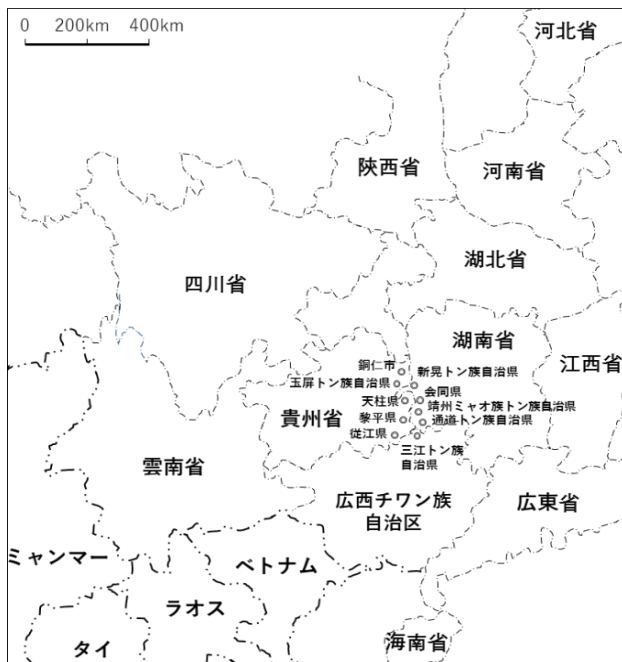 0 200km 400km
河北省
陝西省
河南省
湖北省
四川省
湖南省
江西省
銅仁市
新晃トン族自治県
玉屏トン族自治県
会同県
天柱県
靖州ミャオ族トン族自治県
貴州省
黎平県
通道トン族自治県
従江県
三江トン族
自治県
雲南省
広西チワン族
自治区
広東省
ミャンマー
ベトナム
ラオス
タイ
海南省